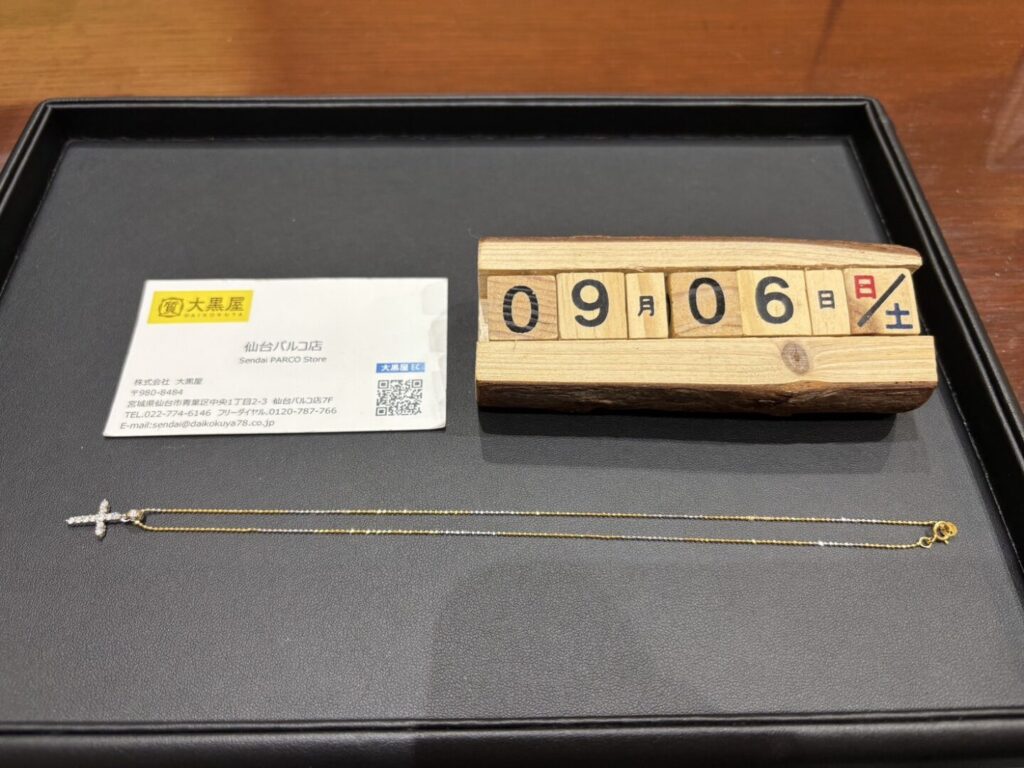 質 大黒屋
DAIKOKUYA
仙台パルコ店
Sendai PARCO Store
大黒屋 EC
株式会社 大黒屋
〒980-8484
宮城県仙台市青葉区中央1丁目2-3 仙台パルコ店7F
TEL.022-774-6146 フリーダイヤル.0120-787-766
E-mail:sendai@daikokuya78.co.jp
09月06日 日/土